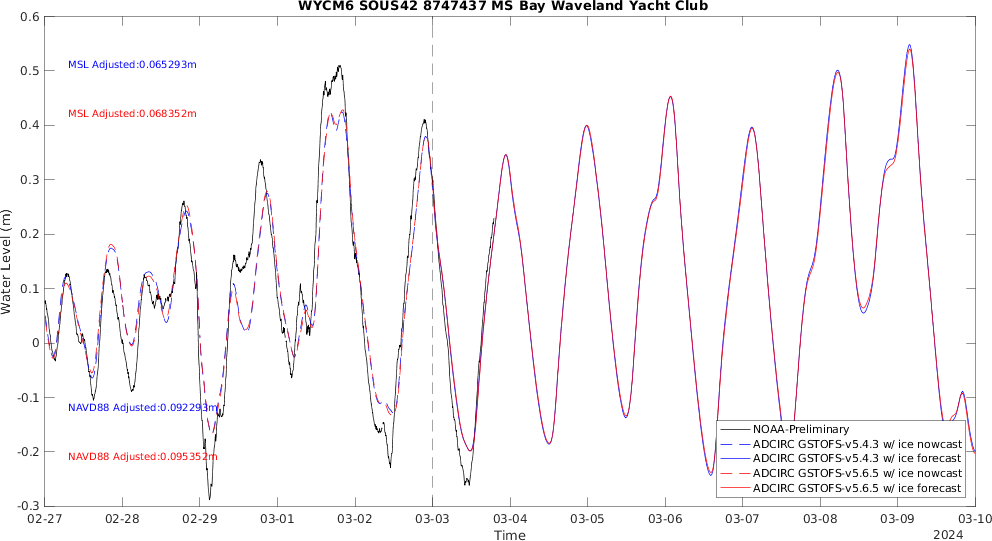 WYCM6 SOUS42 8747437 MS Bay Waveland Yacht Club
0.6
0.5
0.4
0.3
0.2
0.1
0
-0.1
-0.2
-0.3
Water Level (m)
MSL Adjusted:0.065293m
MSL Adjusted:0.068352m
NAVD88 Adjusted:0.092293m
NAVD88 Adjusted:0.095352m
NOAA-Preliminary
ADCIRC GSTOFS-v5.4.3 w/ ice nowcast
ADCIRC GSTOFS-v5.4.3 w/ ice forecast
ADCIRC GSTOFS-v5.6.5 w/ ice nowcast
ADCIRC GSTOFS-v5.6.5 w/ ice forecast
02-27 02-28 02-29 03-01 03-02 03-03 03-04 03-05 03-06 03-07 03-08 03-09 03-10
Time
2024